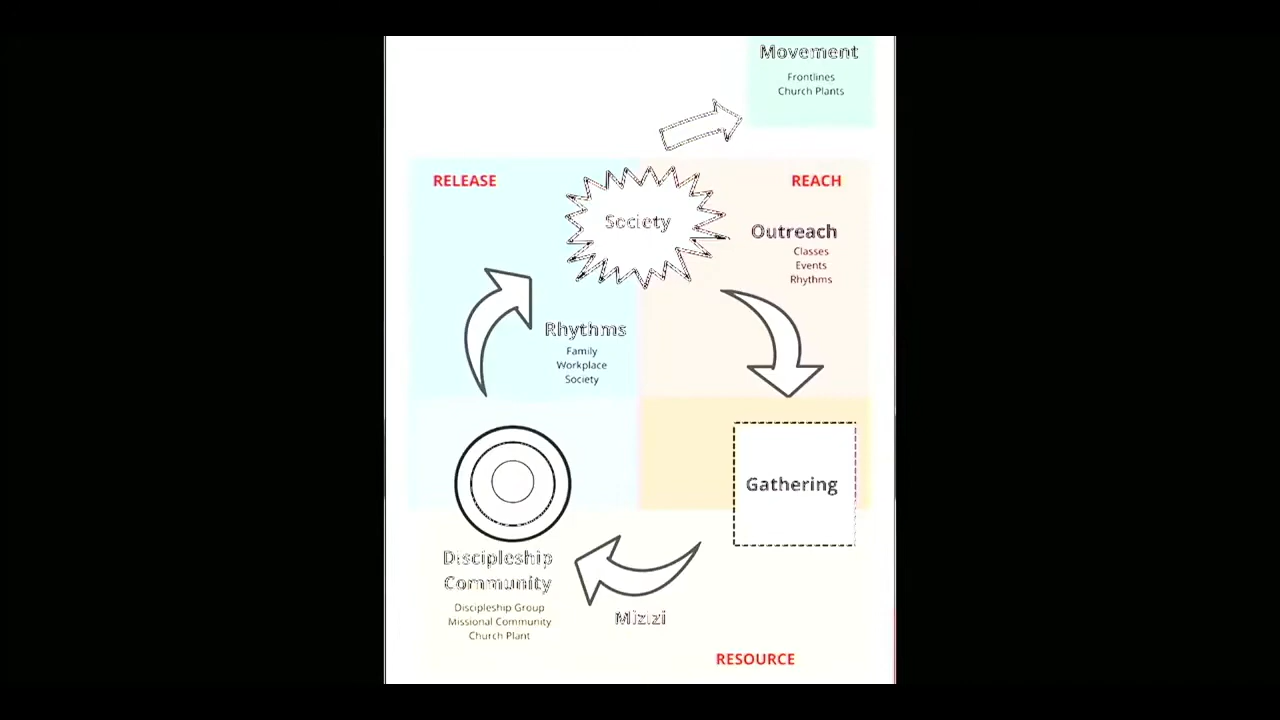 Movement
Frontlines
Church Plants
RELEASE
REACH
Society
Outreach
Classes
Events
Rhythms
Rhythms
Family
Workplace
Society
Gathering
Discipleship
Community
Discipleship Group
Missional Community
Church Plant
Mizizi
RESOURCE